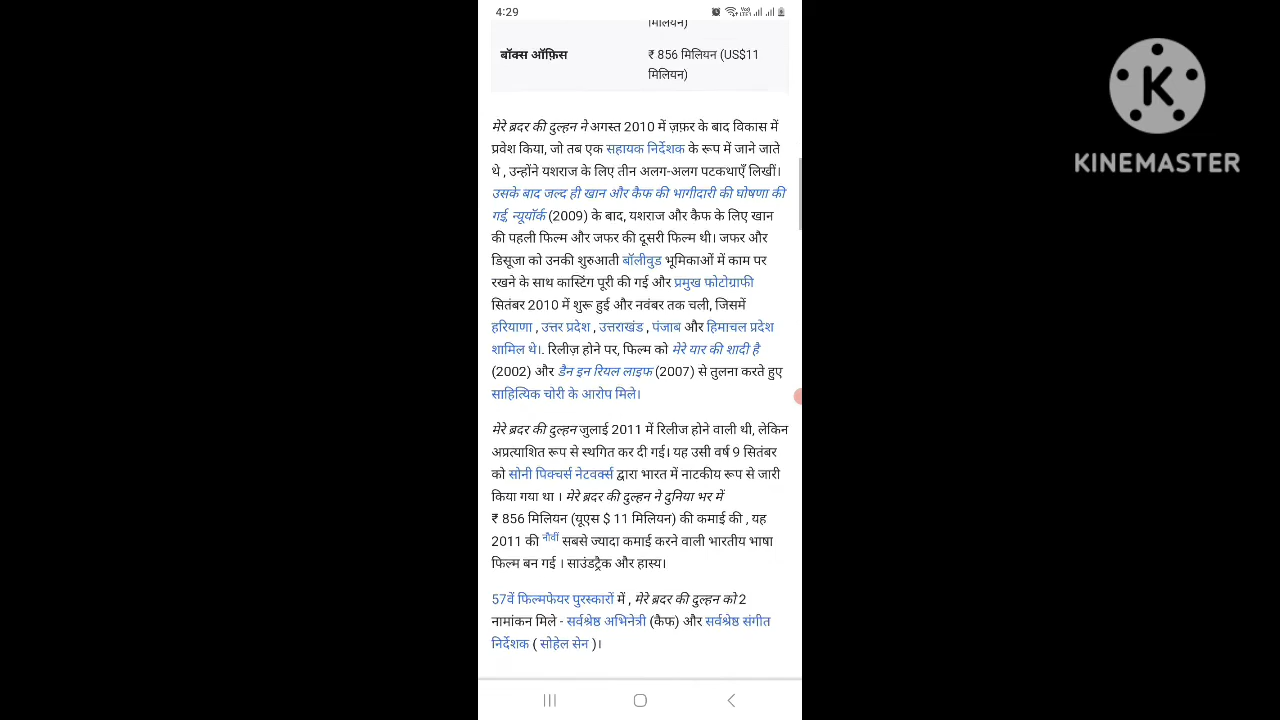 4:29
मिलियन)
बॉक्स ऑफ़िस
₹ 856 मिलियन (US$11
मिलियन)
KINEMASTER
मेरे ब्रदर की दुल्हन ने अगस्त 2010 में ज़फ़र के बाद विकास में
प्रवेश किया, जो तब एक सहायक निर्देशक के रूप में जाने जाते
थे , उन्होंने यशराज के लिए तीन अलग-अलग पटकथाएँ लिखीं।
उसके बाद जल्द ही खान और कैफ की भागीदारी की घोषणा की
गई, न्यूयॉर्क (2009) के बाद, यशराज और कैफ के लिए खान
की पहली फिल्म और जफर की दूसरी फिल्म थी। जफर और
डिसूजा को उनकी शुरुआती बॉलीवुड भूमिकाओं में काम पर
रखने के साथ कास्टिंग पूरी की गई और प्रमुख फोटोग्राफी
सितंबर 2010 में शुरू हुई और नवंबर तक चली, जिसमें
हरियाणा , उत्तर प्रदेश , उत्तराखंड , पंजाब और हिमाचल प्रदेश
शामिल थे।. रिलीज़ होने पर, फिल्म को मेरे यार की शादी है
(2002) और डैन इन रियल लाइफ (2007) से तुलना करते हुए
साहित्यिक चोरी के आरोप मिले।
मेरे ब्रदर की दुल्हन जुलाई 2011 में रिलीज होने वाली थी, लेकिन
अप्रत्याशित रूप से स्थगित कर दी गई। यह उसी वर्ष 9 सितंबर
को सोनी पिक्चर्स नेटवर्क्स द्वारा भारत में नाटकीय रूप से जारी
किया गया था । मेरे ब्रदर की दुल्हन ने दुनिया भर में
₹ 856 मिलियन (यूएस $ 11 मिलियन) की कमाई की , यह
2011 की नौवीं सबसे ज्यादा कमाई करने वाली भारतीय भाषा
फिल्म बन गई । साउंडट्रैक और हास्य।
57वें फिल्मफेयर पुरस्कारों में , मेरे ब्रदर की दुल्हन को 2
नामांकन मिले - सर्वश्रेष्ठ अभिनेत्री (कैफ) और सर्वश्रेष्ठ संगीत
निर्देशक ( सोहेल सेन )।